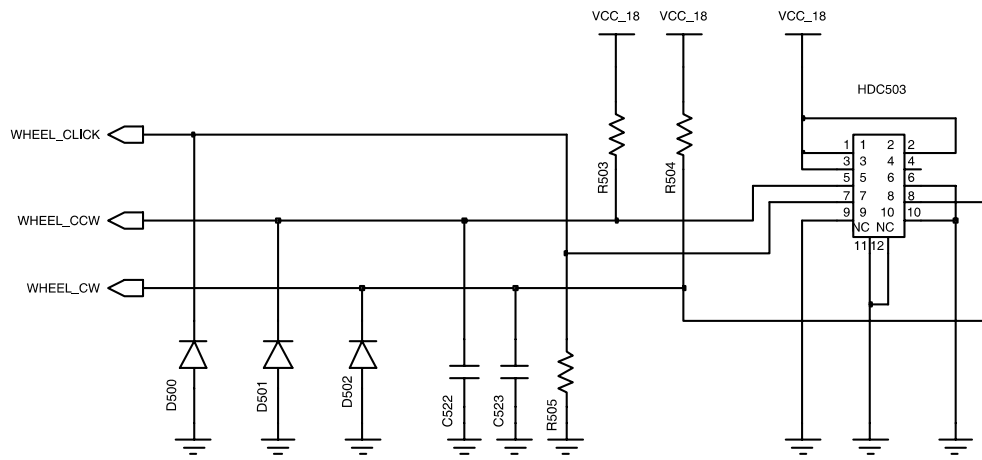 VCC_18 VCC_18 VCC_18
HDC503
WHEEL_CLICK
R503
R504
1 1 2 2
3 3 4 4
5 5 6 6
7 7 8 8
9 9 10 10
NC NC
11 12
WHEEL_CCW
WHEEL_CW
D500
D501
D502
C522
C523
R505